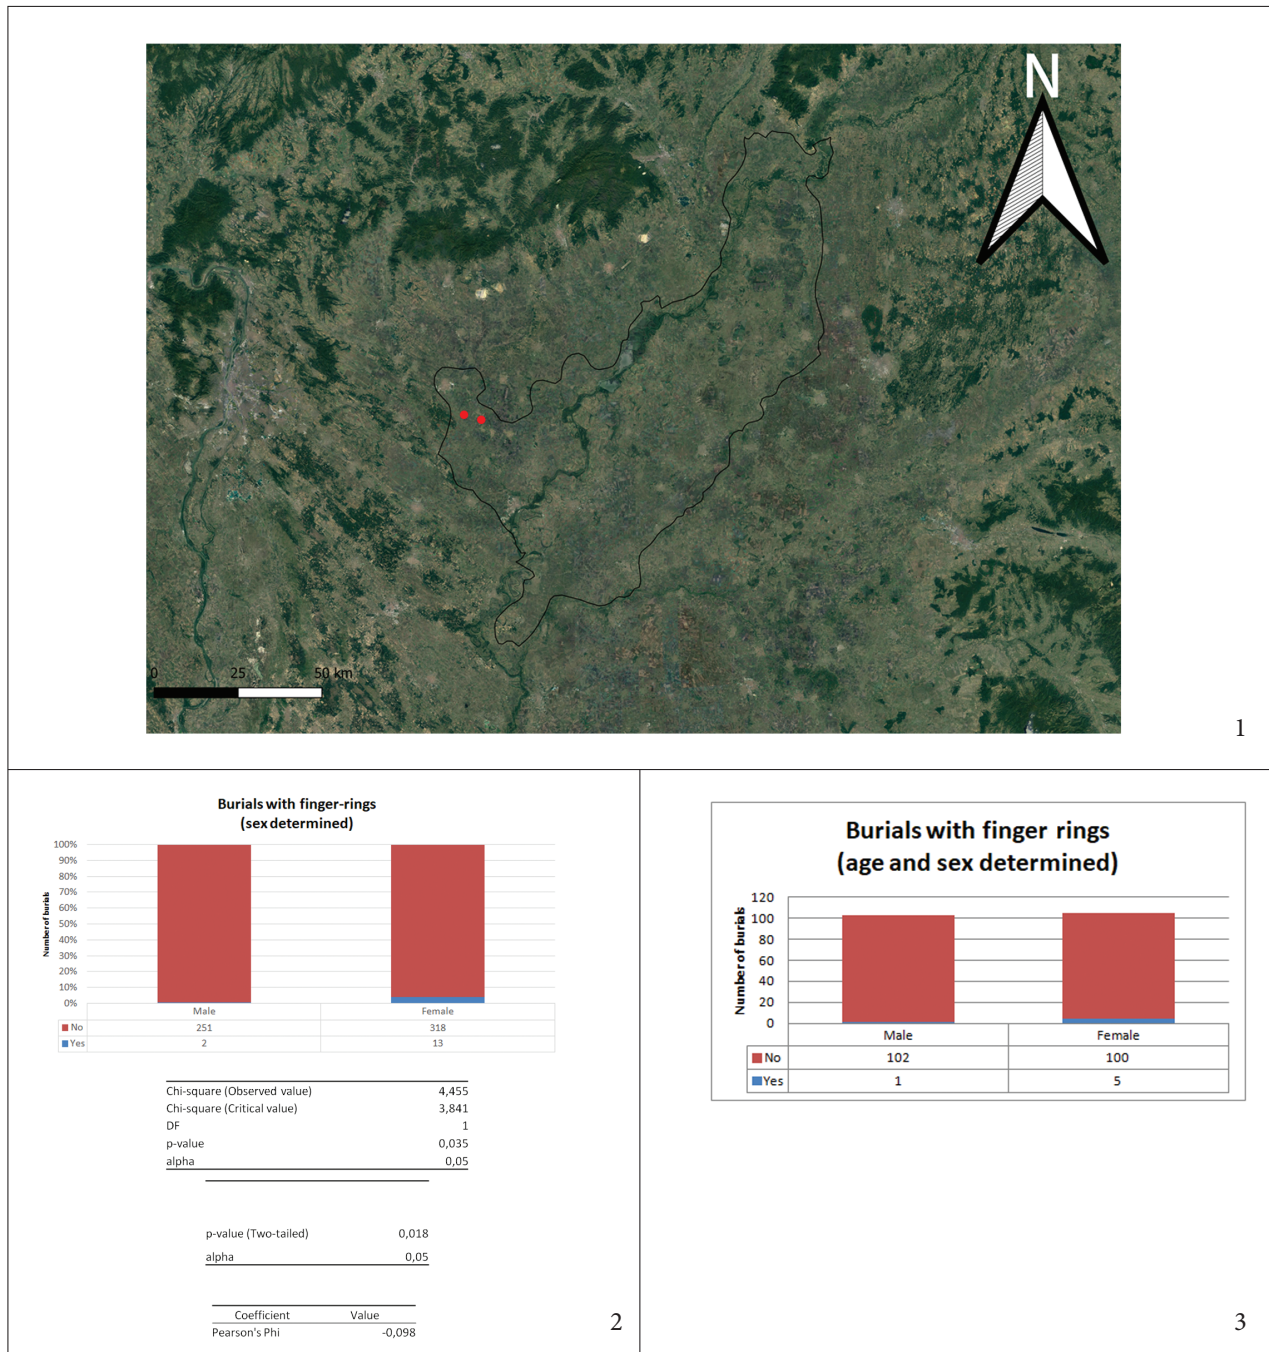 N
0 25 50 km
1
Burials with finger-rings
(sex determined)
100%
90%
80%
70%
60%
50%
40%
30%
20%
10%
0%
Number of burials
Male Female
No 251 318
Yes 2 13
Chi-square (Observed value) 4,455
Chi-square (Critical value) 3,841
DF 1
p-value 0,035
alpha 0,05
p-value (Two-tailed) 0,018
alpha 0,05
Coefficient Value
Pearson's Phi -0,098
2
Burials with finger rings
(age and sex determined)
120
100
80
60
40
20
0
Number of burials
Male Female
No 102 100
Yes 1 5
3